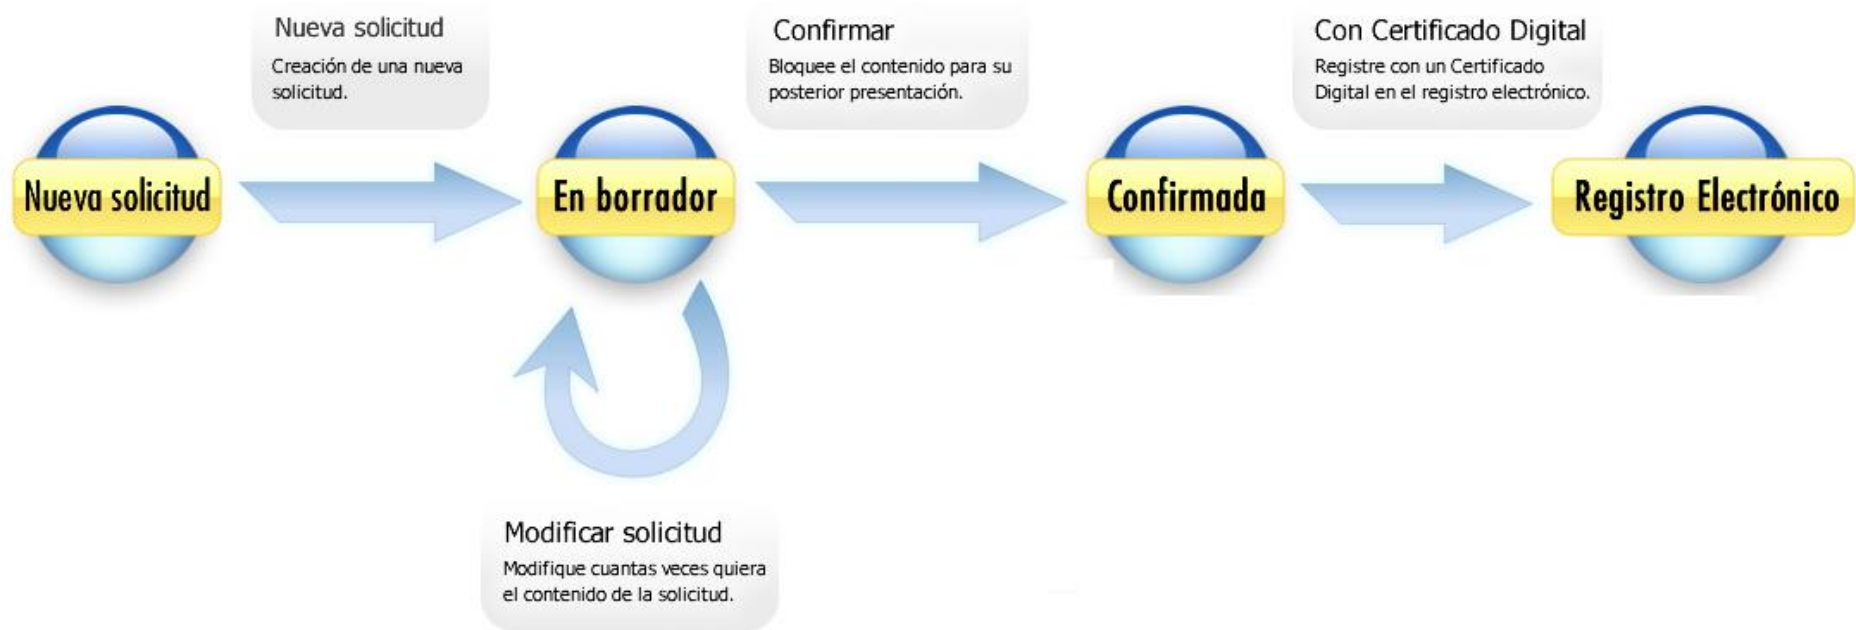 Nueva solicitud
Creación de una nueva
solicitud.
Confirmar
Bloquee el contenido para su
posterior presentación.
Con Certificado Digital
Registre con un Certificado
Digital en el registro electrónico.
Nueva solicitud
En borrador
Confirmada
Registro Electrónico
Modificar solicitud
Modifique cuantas veces quiera
el contenido de la solicitud.